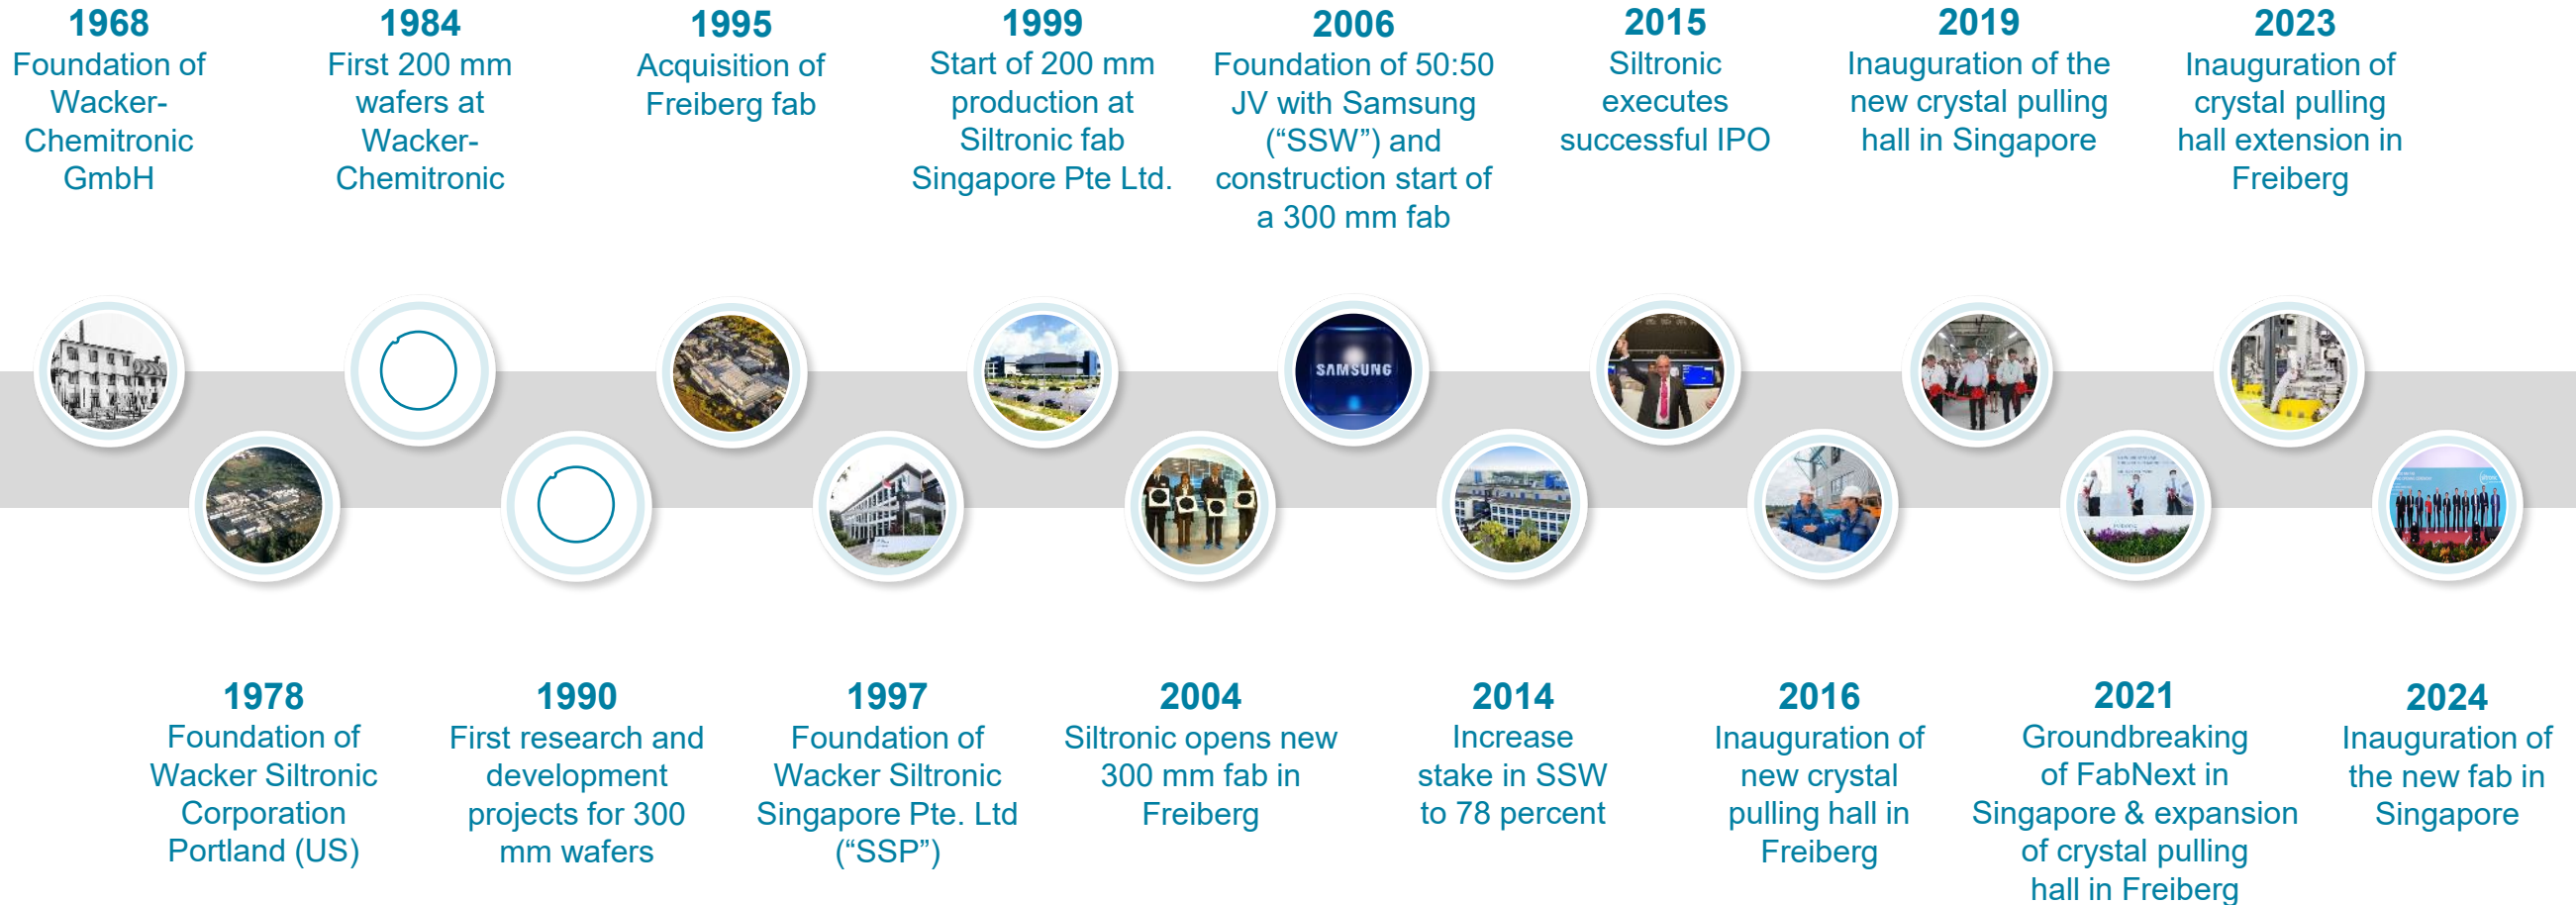 1968
Foundation of
Wacker-
Chemitronic
GmbH
1984
First 200 mm
wafers at
Wacker-
Chemitronic
1995
Acquisition of
Freiberg fab
1999
Start of 200 mm
production at
Siltronic fab
Singapore Pte Ltd.
2006
Foundation of 50:50
JV with Samsung
(“SSW”) and
construction start of
a 300 mm fab
2015
Siltronic
executes
successful IPO
2019
Inauguration of the
new crystal pulling
hall in Singapore
2023
Inauguration of
crystal pulling
hall extension in
Freiberg
SAMSUNG
1978
Foundation of
Wacker Siltronic
Corporation
Portland (US)
1990
First research and
development
projects for 300
mm wafers
1997
Foundation of
Wacker Siltronic
Singapore Pte. Ltd
(“SSP”)
2004
Siltronic opens new
300 mm fab in
Freiberg
2014
Increase
stake in SSW
to 78 percent
2016
Inauguration of
new crystal
pulling hall in
Freiberg
2021
Groundbreaking
of FabNext in
Singapore & expansion
of crystal pulling
hall in Freiberg
2024
Inauguration of
the new fab in
Singapore